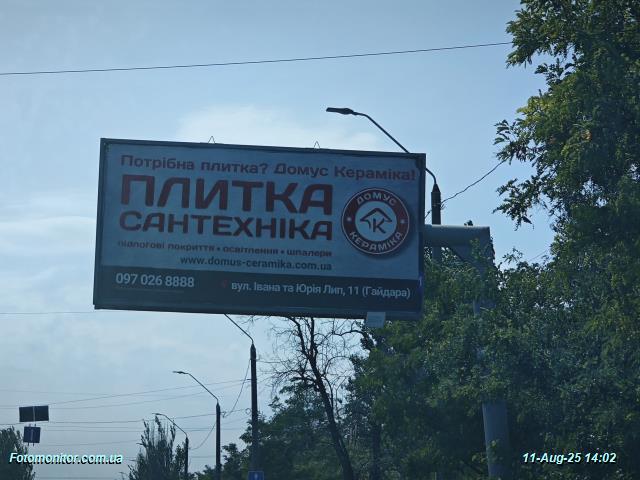 Потрібна плитка? Домус Кераміка!
ПЛИТКА
САНТЕХНІКА
підлогові покриття • освітлення • шпалери
www.domus-ceramika.com.ua
ДОМУС
К
КЕРАМІКА
097 026 8888
вул. Івана та Юрія Лип, 11 (Гайдара)
Fotomonitor.com.ua
11-Aug-25 14:02